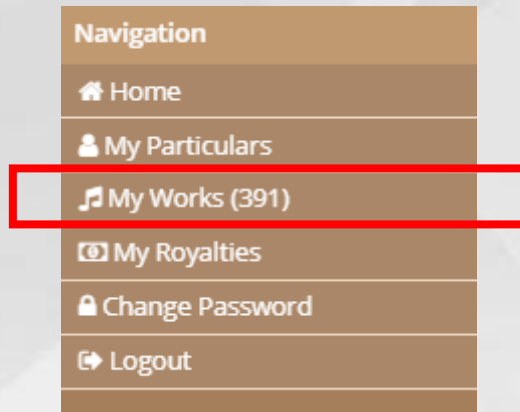 Navigation
Home
My Particulars
My Works (391)
My Royalties
Change Password
Logout